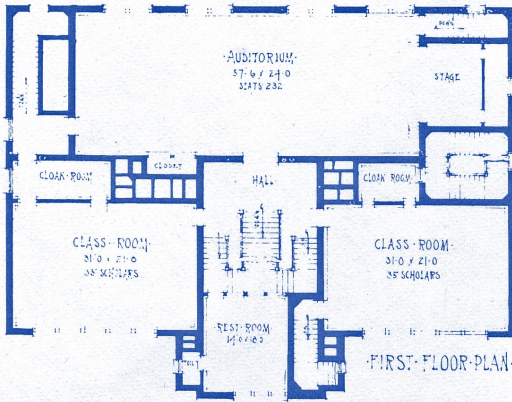 ·AUDITORIUM·
57-6 x 24-0
SEATS 232
STAGE
CLOSET
CLOAK-ROOM
HALL
CLOAK ROOM
CLASS·ROOM·
31-0 x 21-0
35 SCHOLARS
CLASS·ROOM·
31-0 x 21-0
35 SCHOLARS
·REST·ROOM
·FIRST·FLOOR·PLAN·